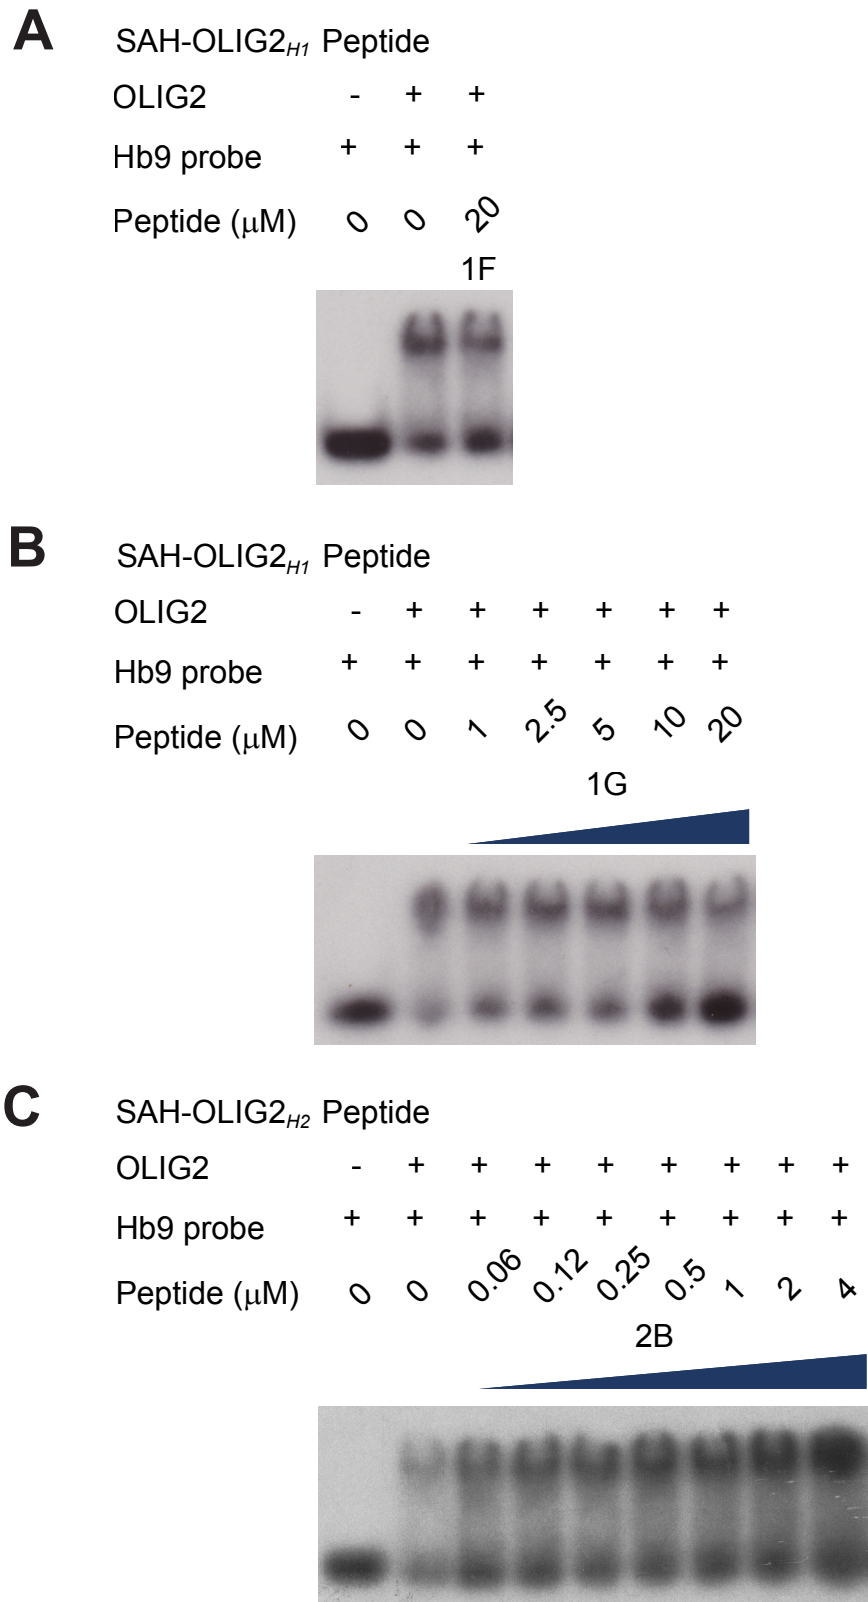 A
SAH-OLIG2H1 Peptide
OLIG2 - + +
Hb9 probe + + +
Peptide (μM) 0 0 20
1F
B
SAH-OLIG2H1 Peptide
OLIG2 - + + + + + +
Hb9 probe + + + + + + +
Peptide (μM) 0 0 1 2.5 5 10 20
1G
C
SAH-OLIG2H2 Peptide
OLIG2 - + + + + + + + +
Hb9 probe + + + + + + + + +
Peptide (μM) 0 0 0.06 0.12 0.25 0.5 1 2 4
2B